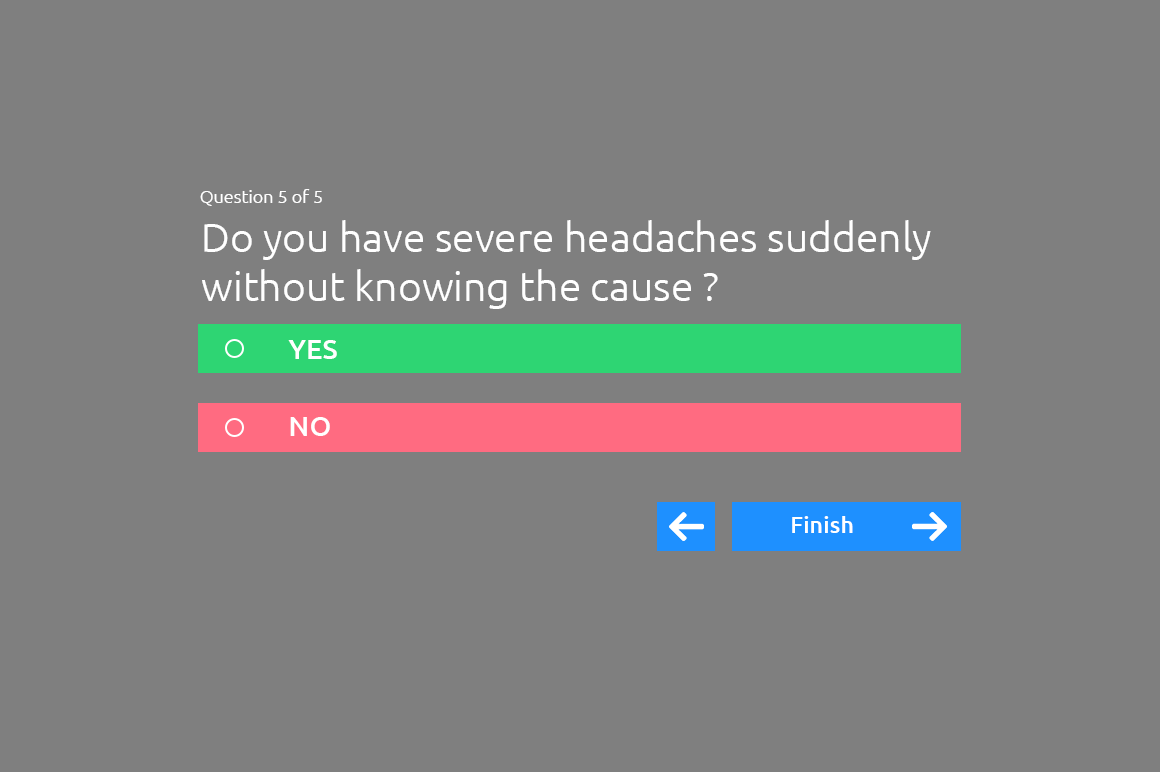 Question 5 of 5
Do you have severe headaches suddenly
without knowing the cause ?
YES
NO
Finish